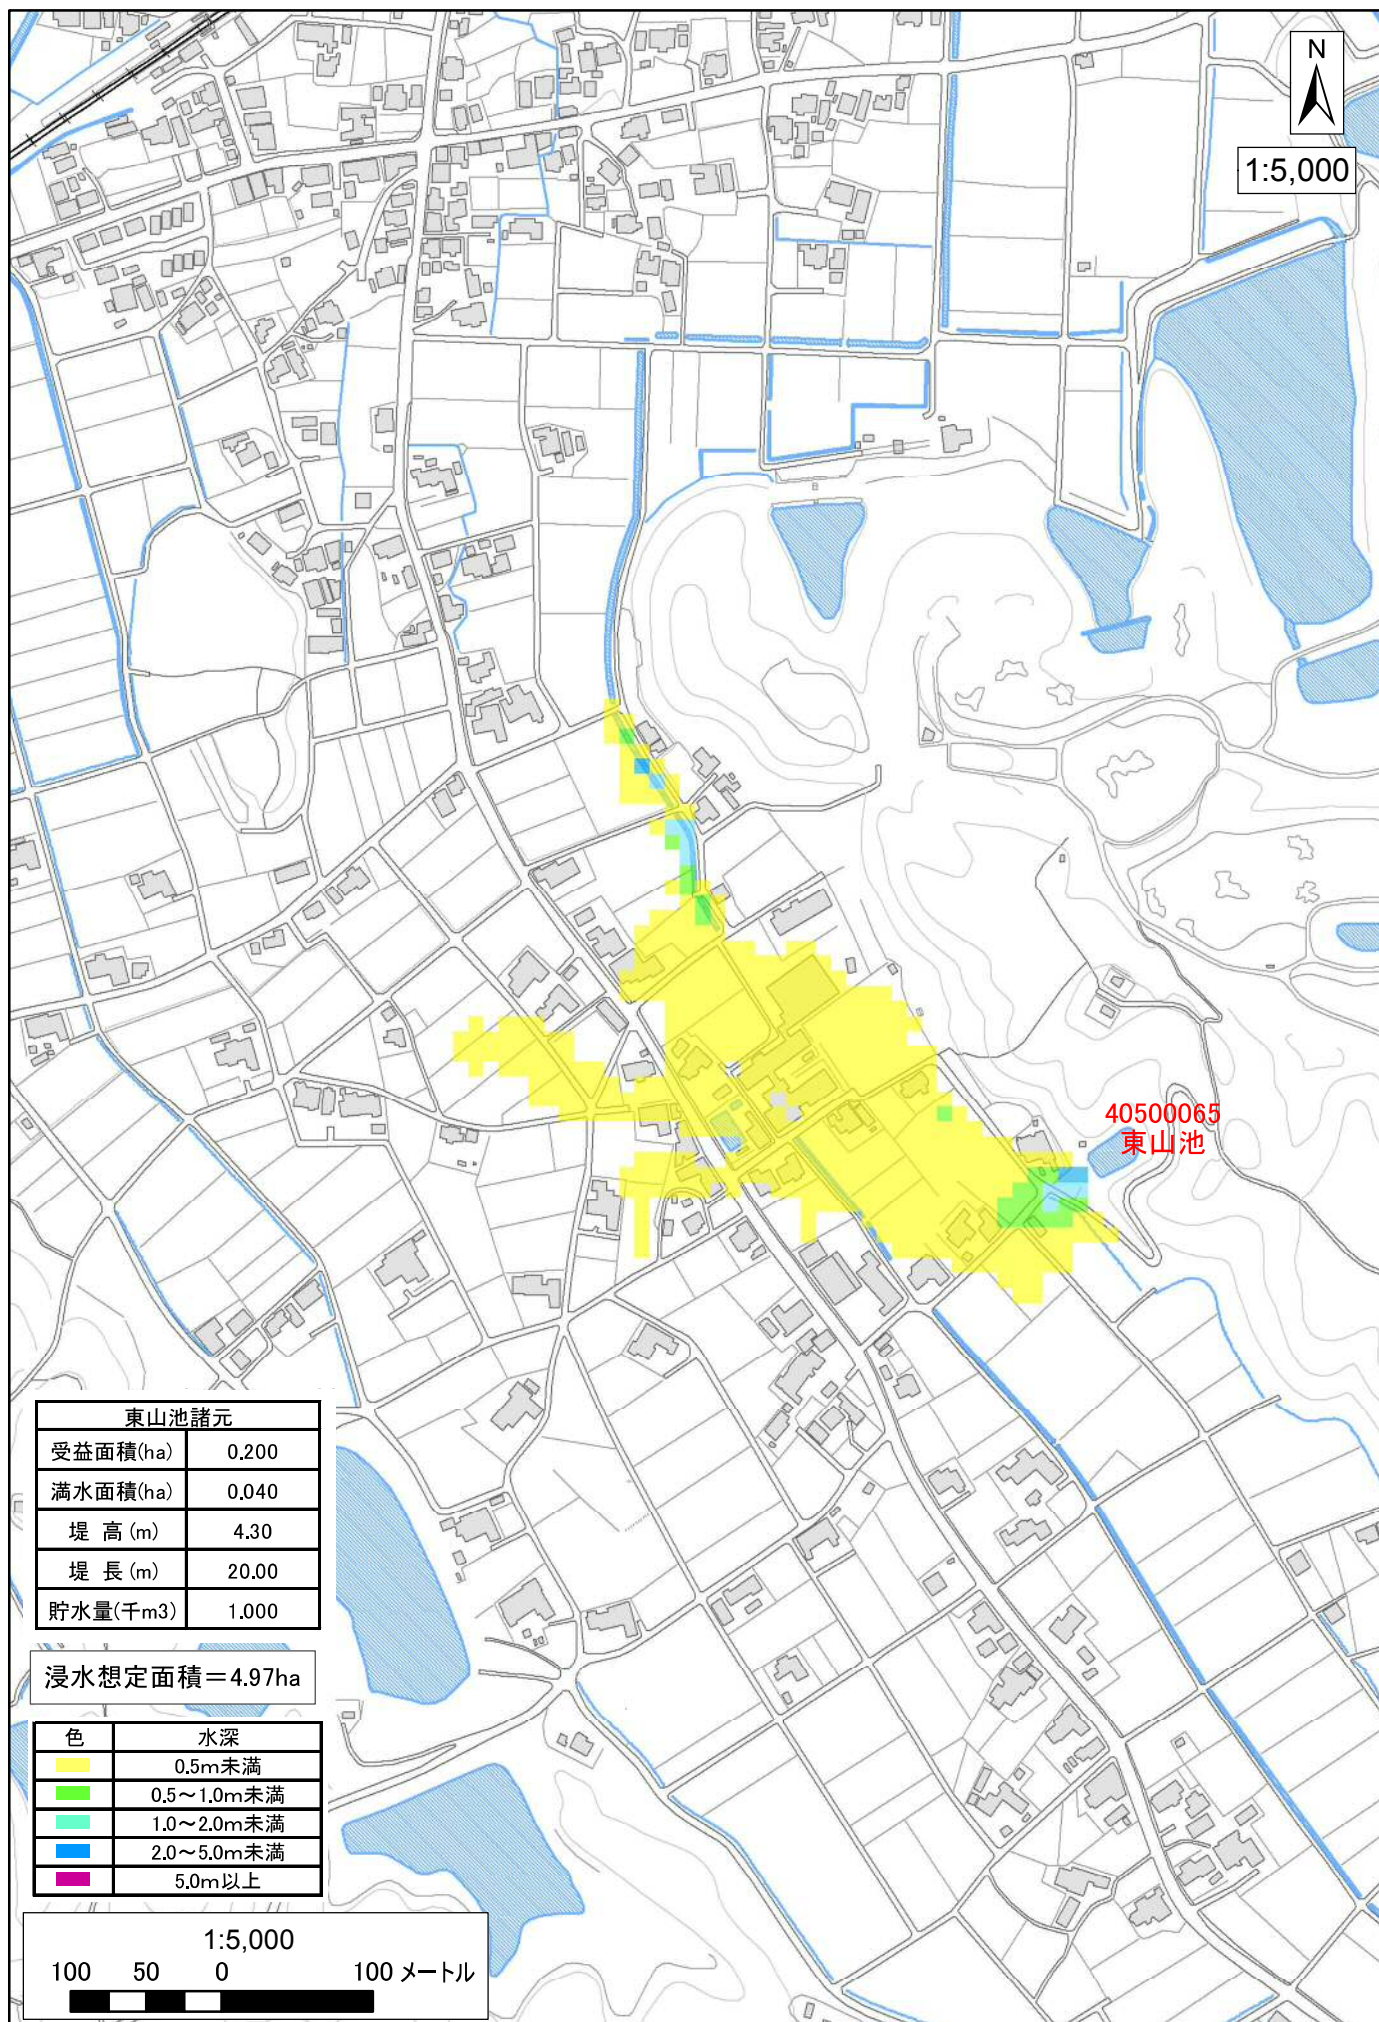 N
1:5,000
40500065
東山池
東山池諸元
受益面積(ha) 0.200
満水面積(ha) 0.040
堤 高 (m) 4.30
堤 長 (m) 20.00
貯水量(千m3) 1.000
浸水想定面積＝4.97ha
色 水深
0.5m未満
0.5～1.0m未満
1.0～2.0m未満
2.0～5.0m未満
5.0m以上
1:5,000
100 50 0 100 メートル